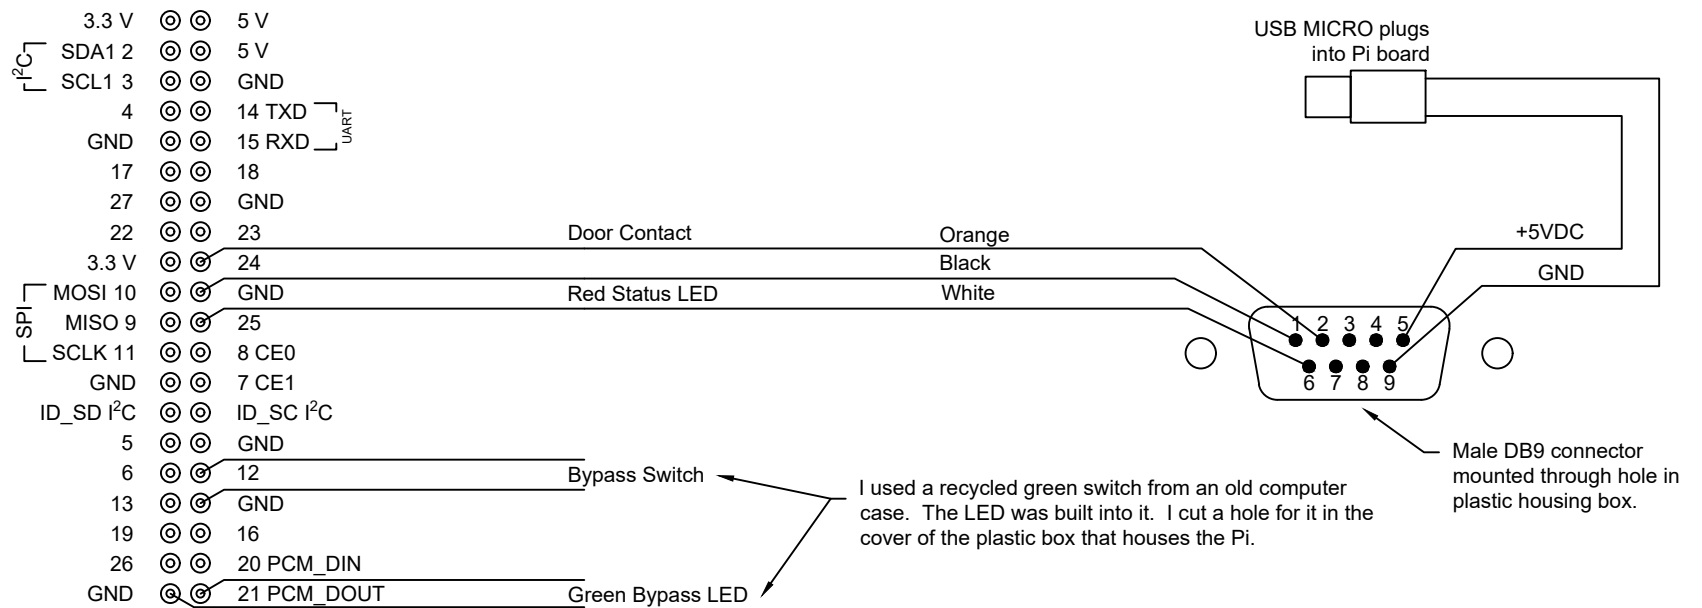 3.3 V 5 V
SDA1 2 5 V
I²C
SCL1 3 GND
4 14 TXD
UART
GND 15 RXD
17 18
27 GND
22 23
3.3 V 24
MOSI 10 GND
SPI
MISO 9 25
SCLK 11 8 CE0
GND 7 CE1
ID_SD I²C ID_SC I²C
5 GND
6 12
13 GND
19 16
26 20 PCM_DIN
GND 21 PCM_DOUT
Door Contact
Orange
Black
Red Status LED
White
Bypass Switch
Green Bypass LED
I used a recycled green switch from an old computer
case. The LED was built into it. I cut a hole for it in the
cover of the plastic box that houses the Pi.
USB MICRO plugs
into Pi board
+5VDC
GND
1 2 3 4 5
6 7 8 9
Male DB9 connector
mounted through hole in
plastic housing box.